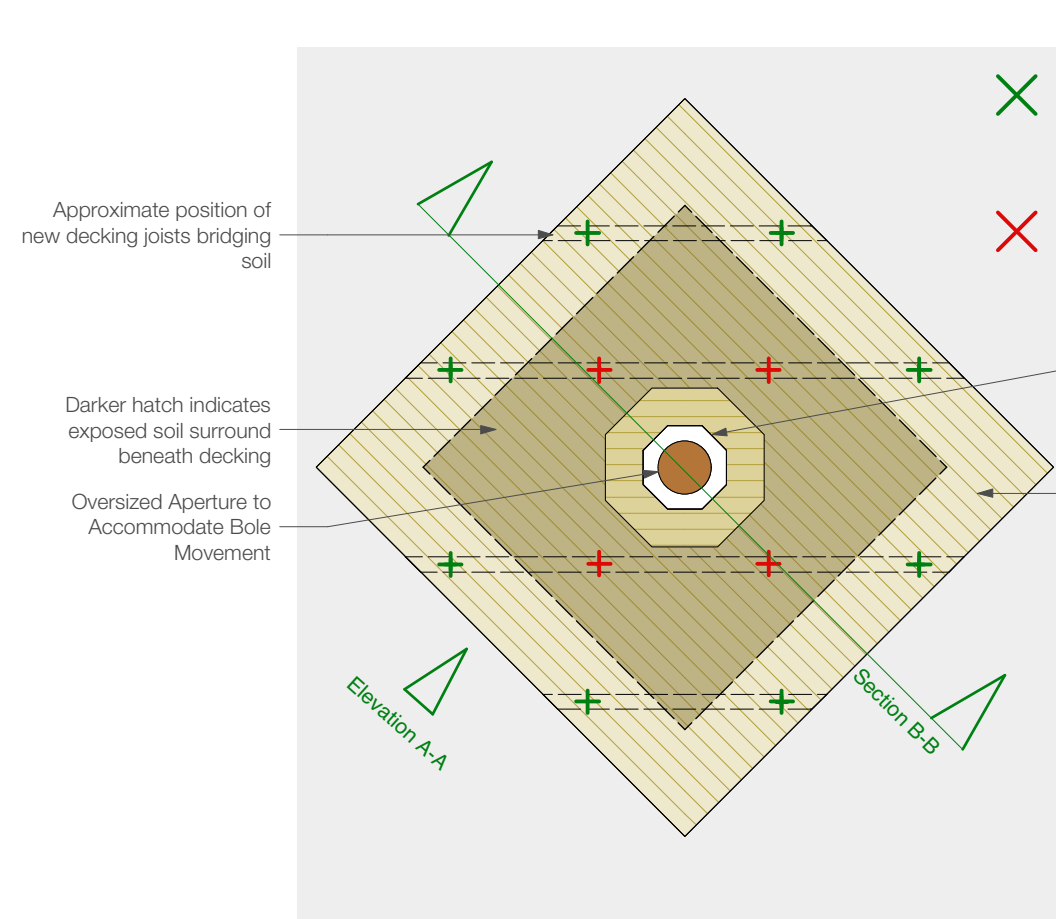 Approximate position of
new decking joists bridging
soil
Darker hatch indicates
exposed soil surround
beneath decking
Oversized Aperture to
Accommodate Bole
Movement
Elevation A-A
Section B-B